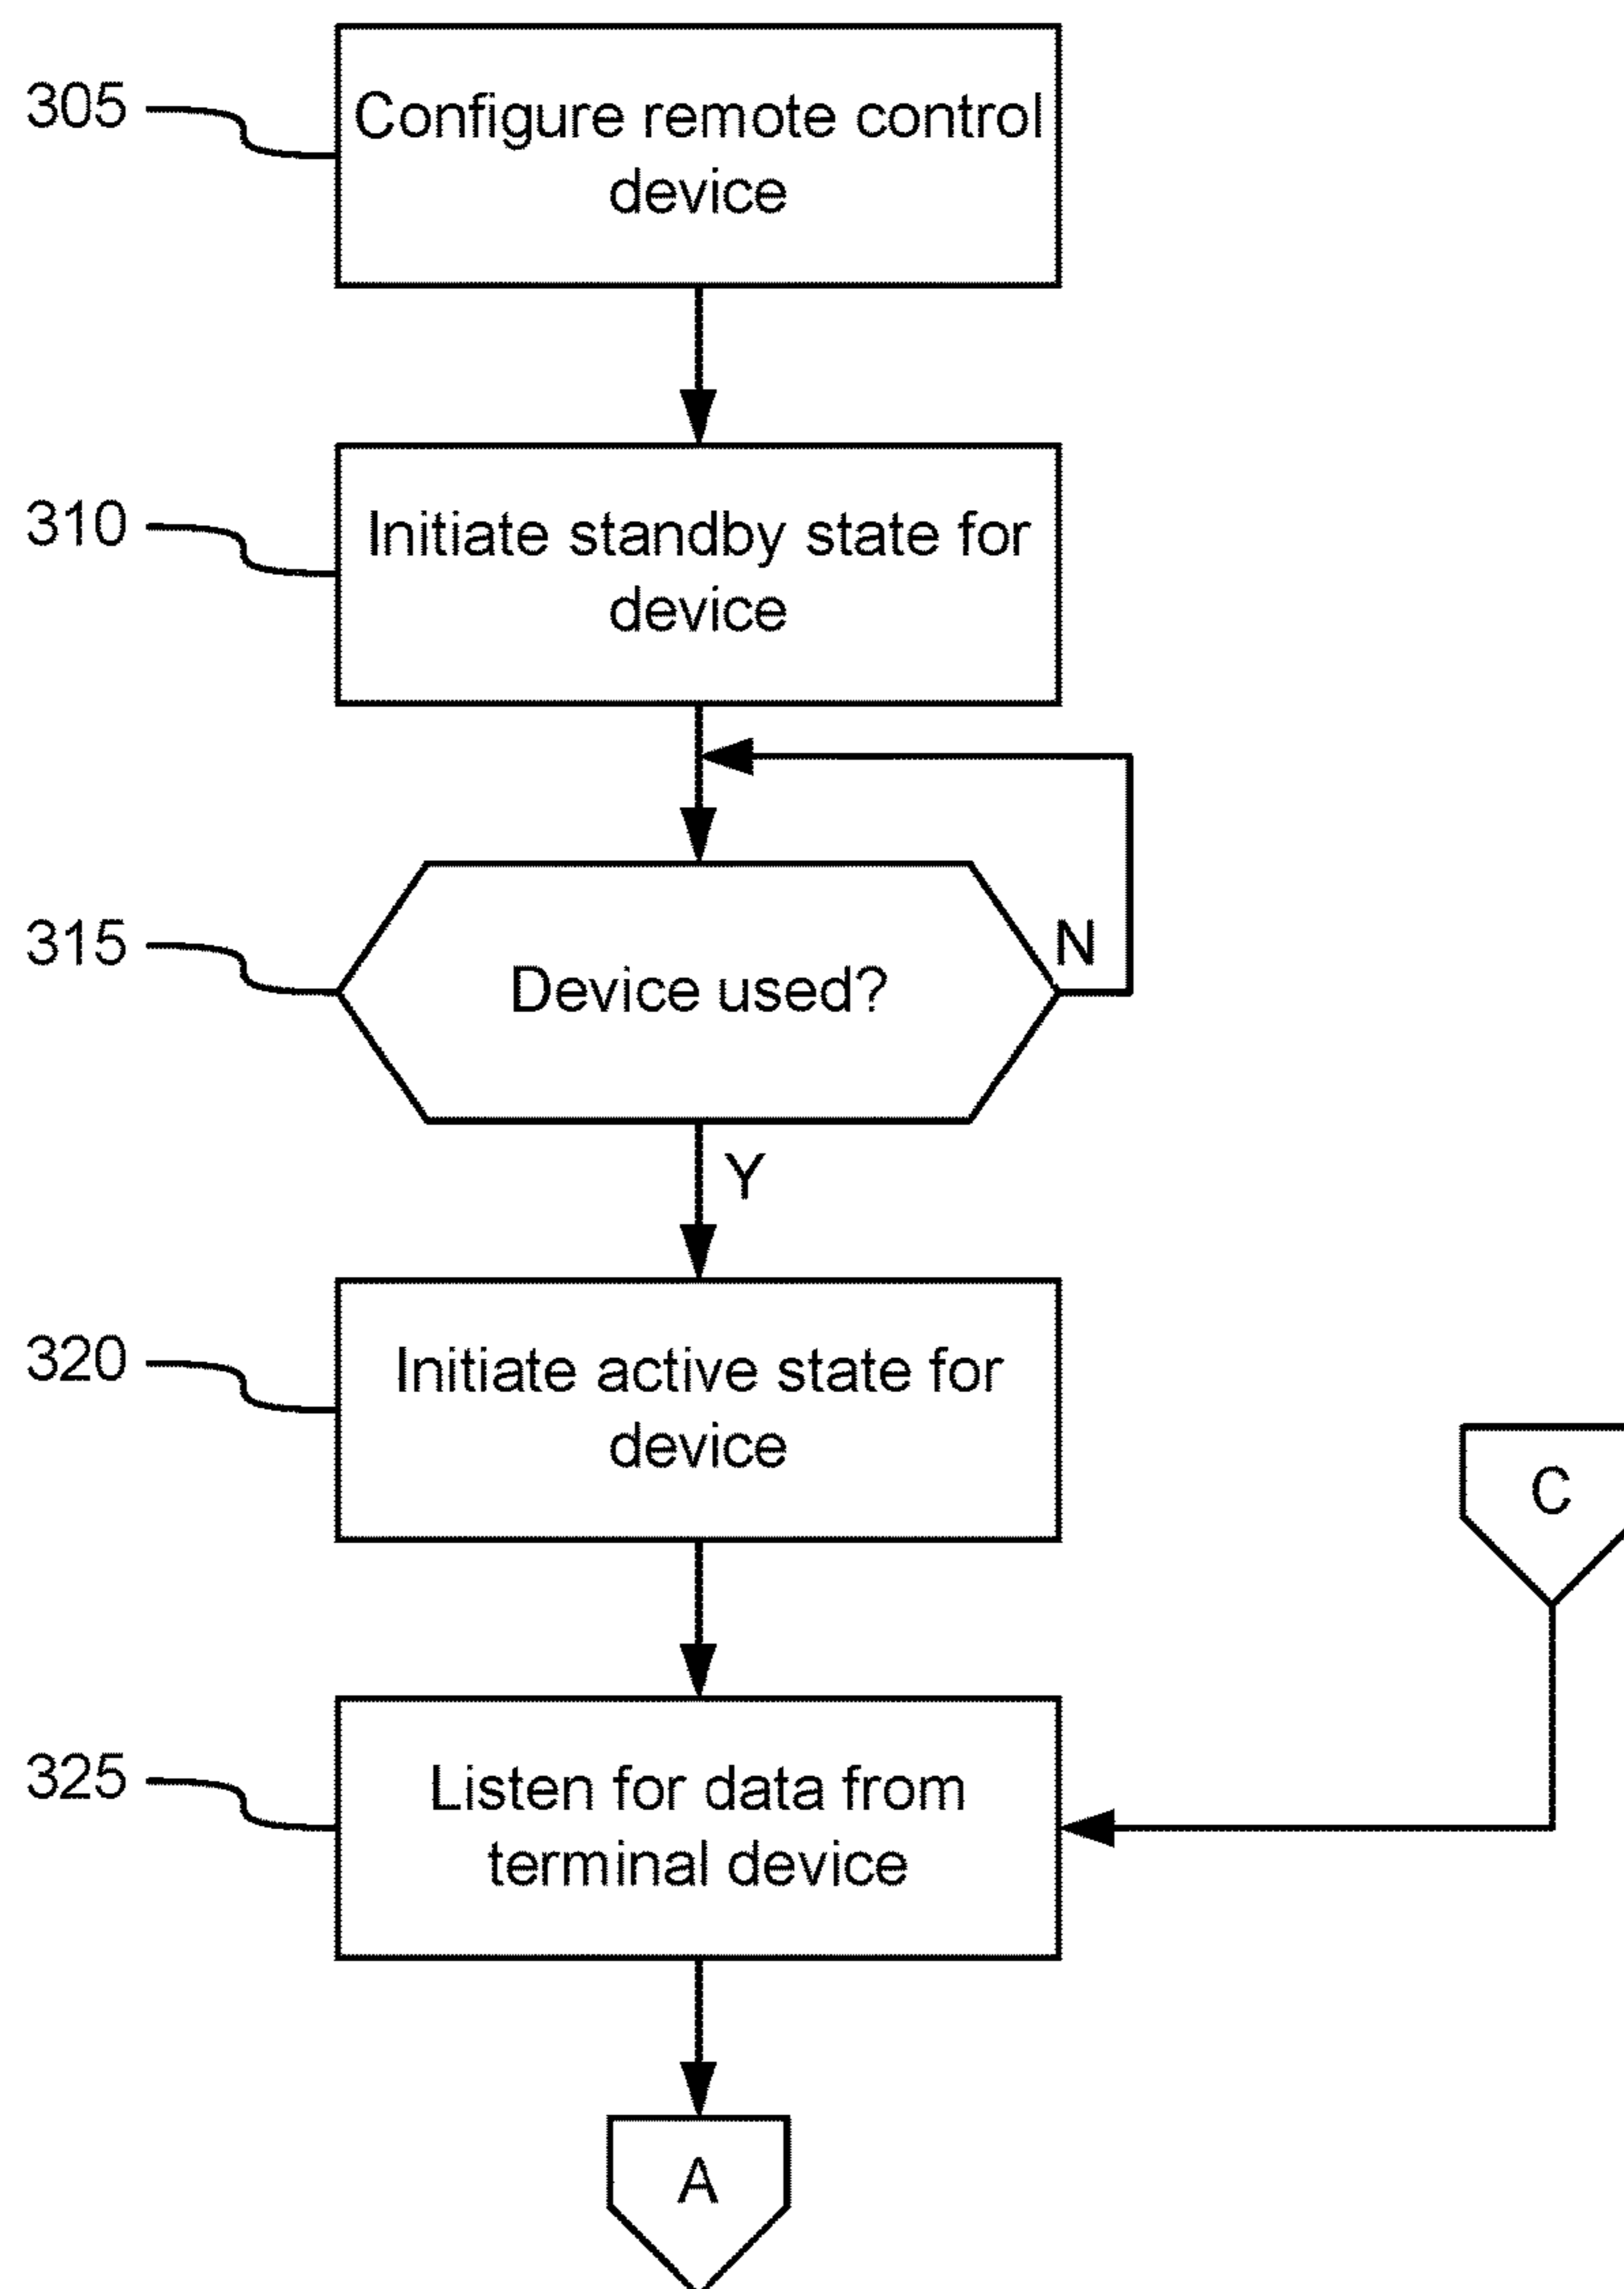 305
Configure remote control
device
310
Initiate standby state for
device
315
Device used?
N
Y
320
Initiate active state for
device
C
325
Listen for data from
terminal device
A